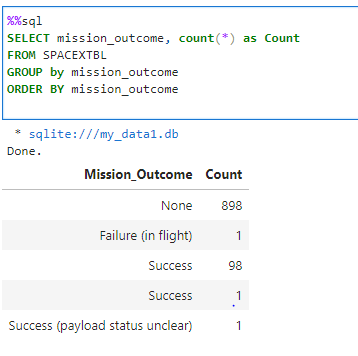 %%sql
SELECT mission_outcome, count(*) as Count
FROM SPACEXTBL
GROUP by mission_outcome
ORDER BY mission_outcome
* sqlite:///my_data1.db
Done.
Mission_Outcome Count
None 898
Failure (in flight) 1
Success 98
Success 1
Success (payload status unclear) 1